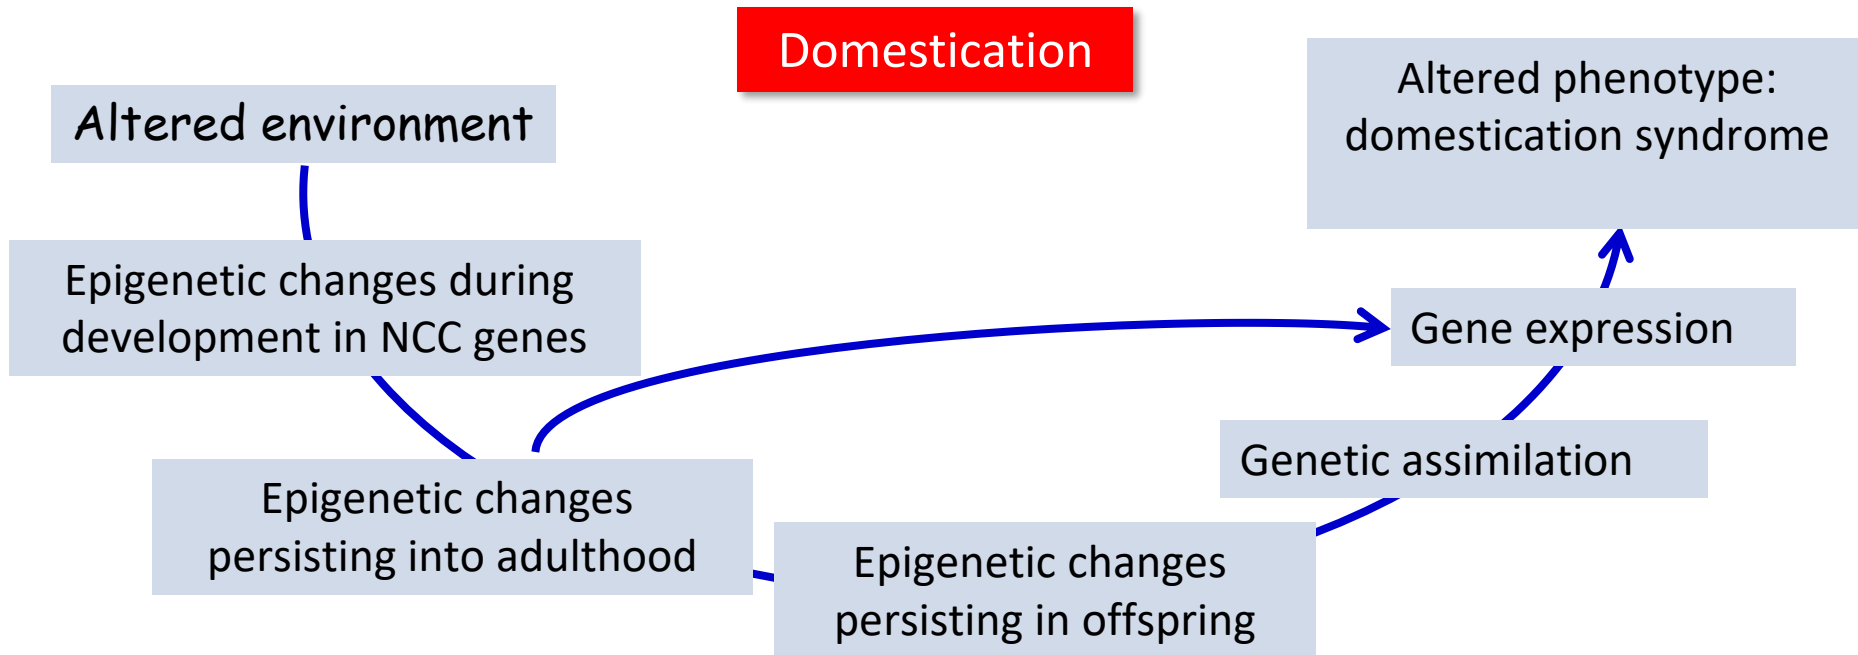 Domestication
Altered environment
Epigenetic changes during
development in NCC genes
Epigenetic changes
persisting into adulthood
Epigenetic changes
persisting in offspring
Genetic assimilation
Gene expression
Altered phenotype:
domestication syndrome